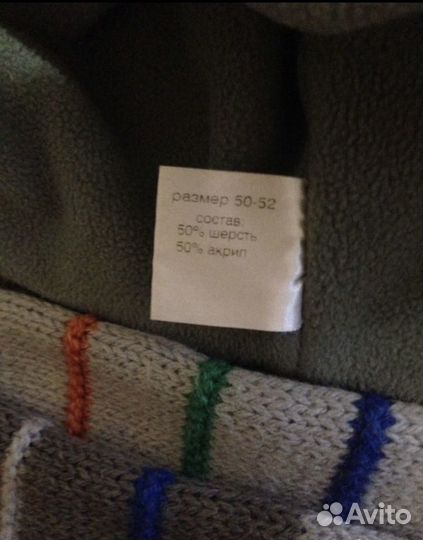 размер 50-52
состав:
50% шерсть
50% акрил
Avito